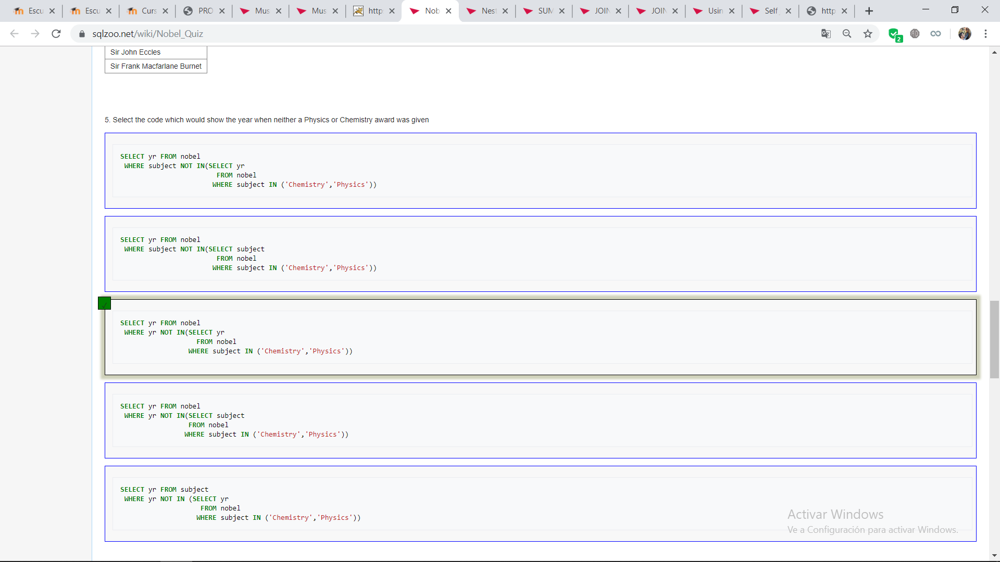 Escu
Escu
Curs
PRO
Mus
Mus
http
Nob
Nest
SUM
JOIN
JOIN
Usin
Self
http
sqlzoo.net/wiki/Nobel_Quiz
2
Sir John Eccles
Sir Frank Macfarlane Burnet
5. Select the code which would show the year when neither a Physics or Chemistry award was given
SELECT yr FROM nobel
WHERE subject NOT IN(SELECT yr
FROM nobel
WHERE subject IN ('Chemistry','Physics'))
SELECT yr FROM nobel
WHERE subject NOT IN(SELECT subject
FROM nobel
WHERE subject IN ('Chemistry','Physics'))
SELECT yr FROM nobel
WHERE yr NOT IN(SELECT yr
FROM nobel
WHERE subject IN ('Chemistry','Physics'))
SELECT yr FROM nobel
WHERE yr NOT IN(SELECT subject
FROM nobel
WHERE subject IN ('Chemistry','Physics'))
SELECT yr FROM subject
WHERE yr NOT IN (SELECT yr
FROM nobel
WHERE subject IN ('Chemistry','Physics'))
Activar Windows
Ve a Configuración para activar Windows.